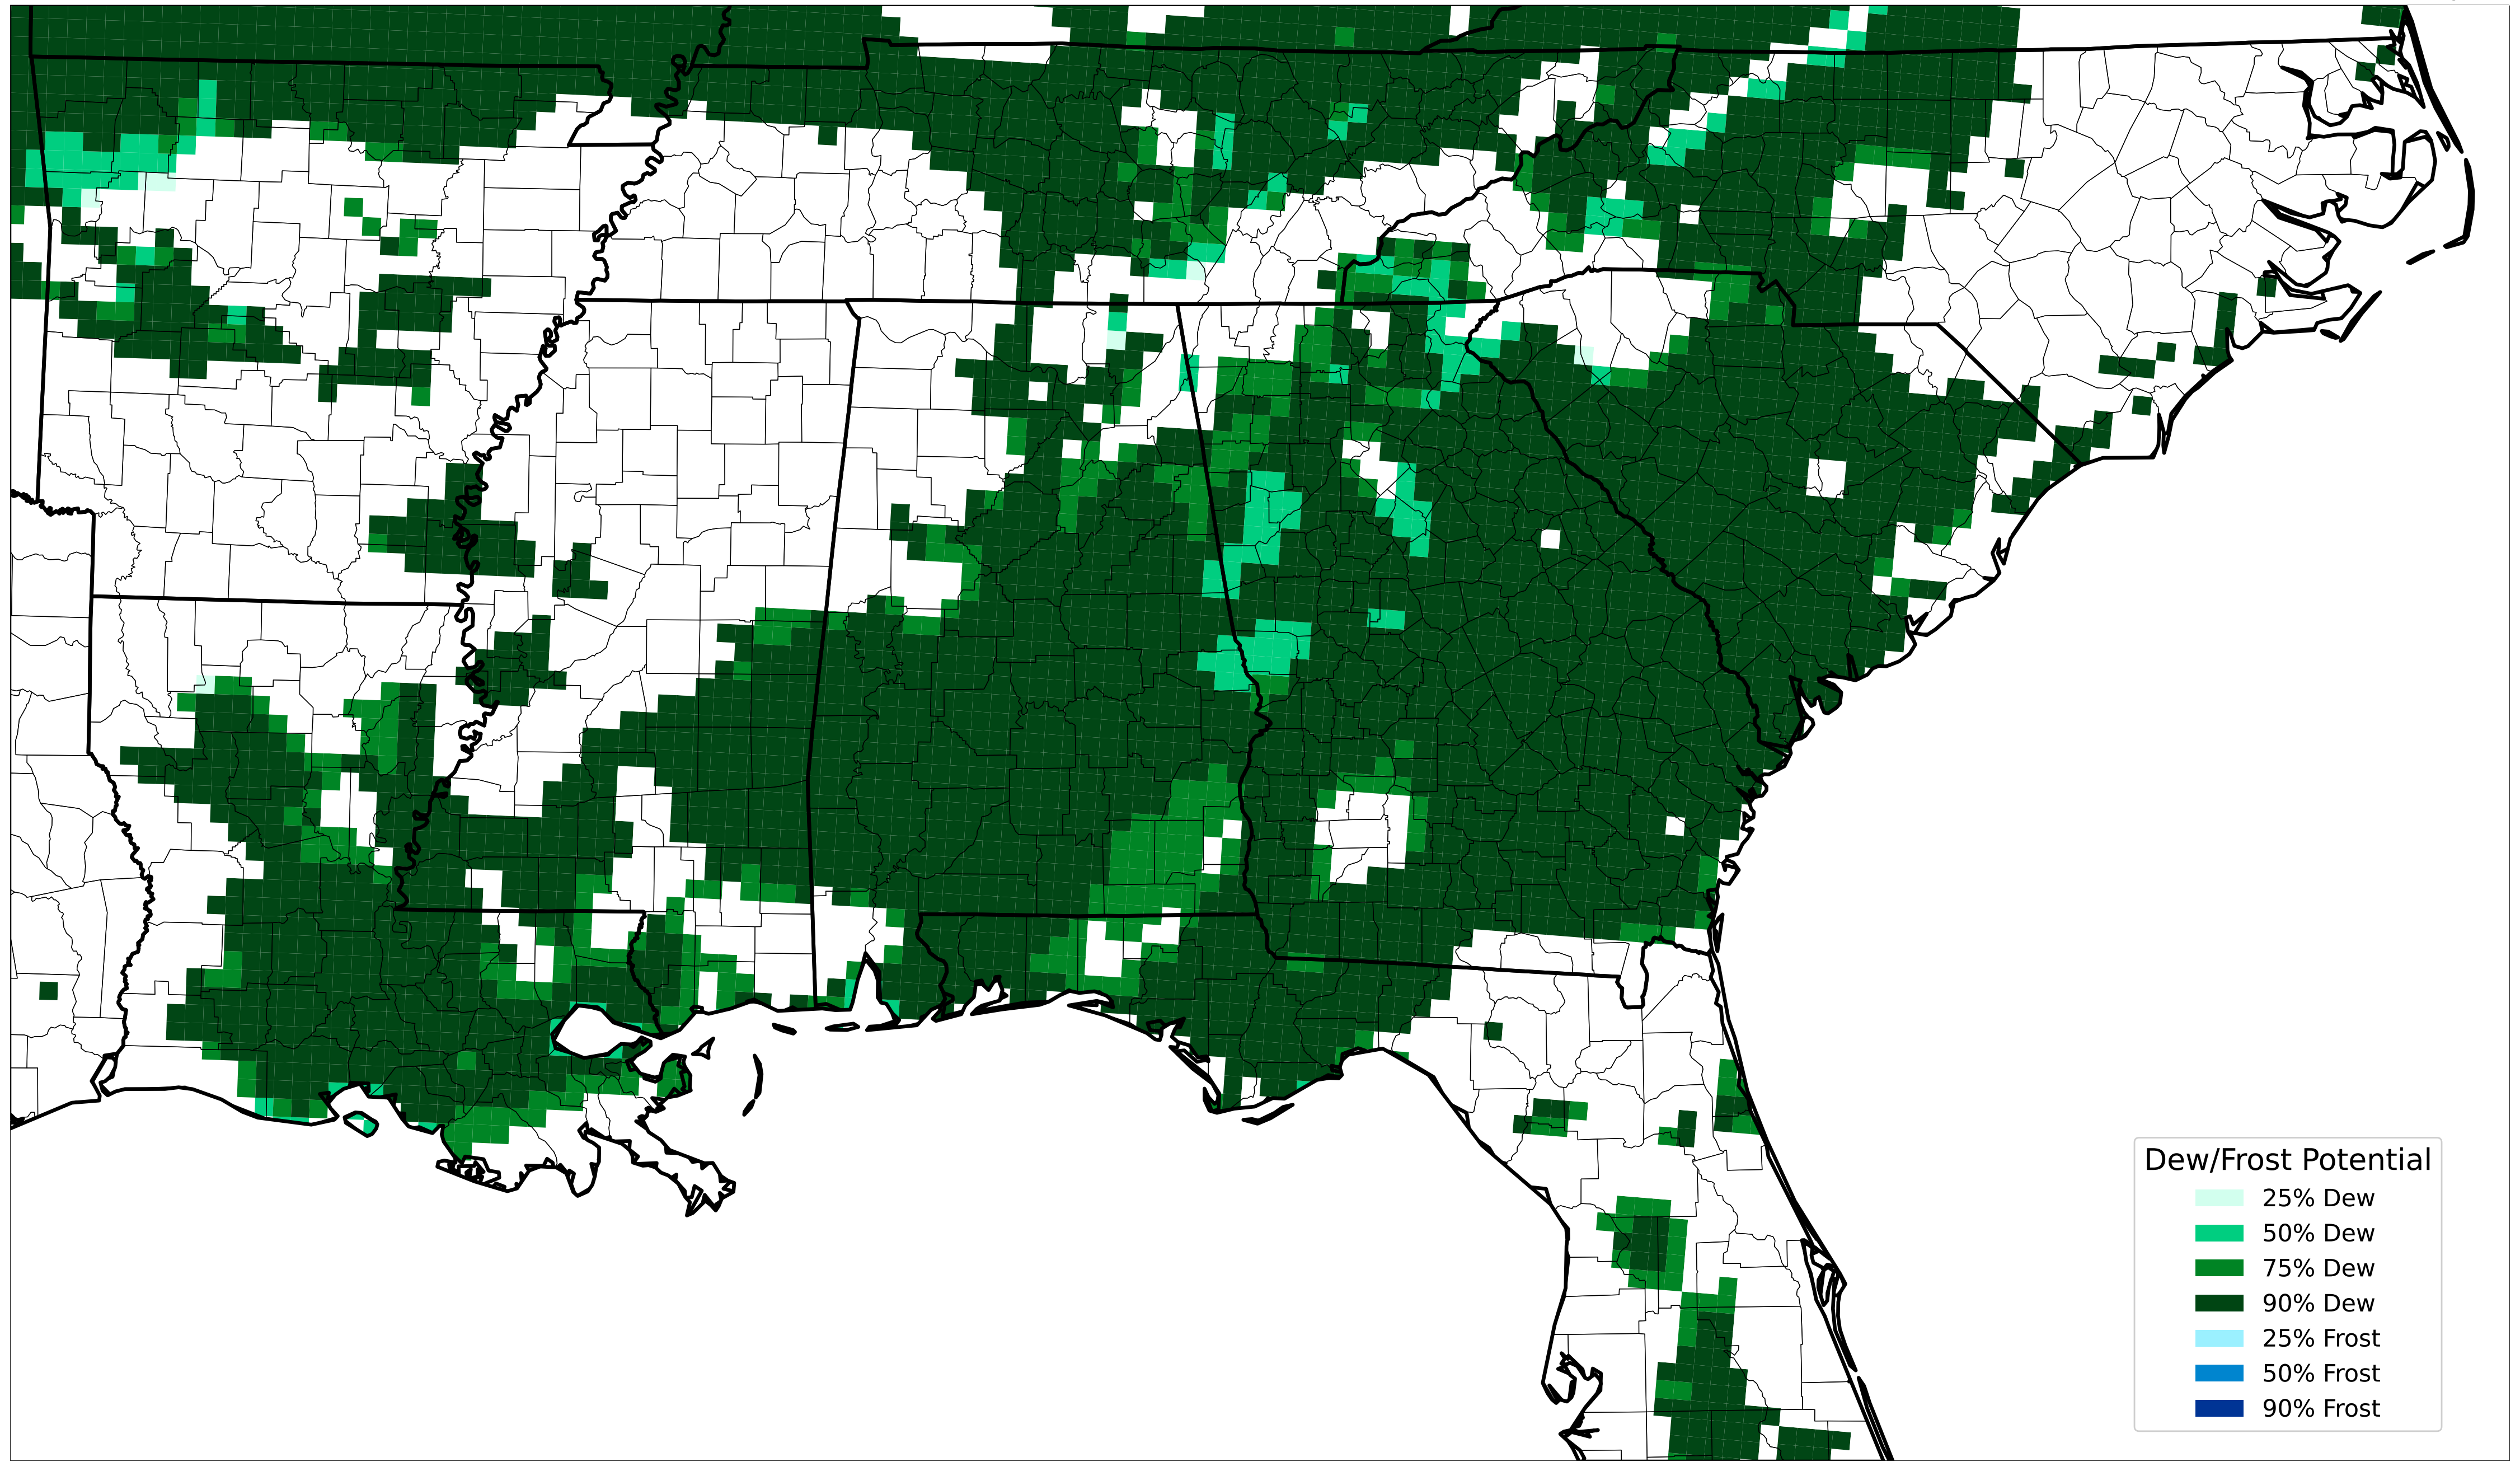 Dew/Frost Potential
25% Dew
50% Dew
75% Dew
90% Dew
25% Frost
50% Frost
90% Frost